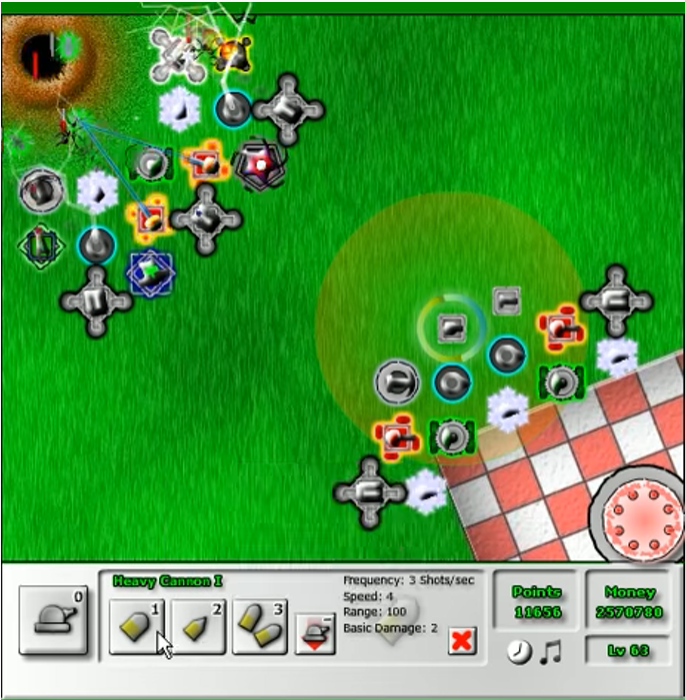 0
Heavy Cannon I
1
2
3
-
Frequency: 3 Shots/sec
Speed: 4
Range: 100
Basic Damage: 2
Points
11656
Money
2570780
Lv 63